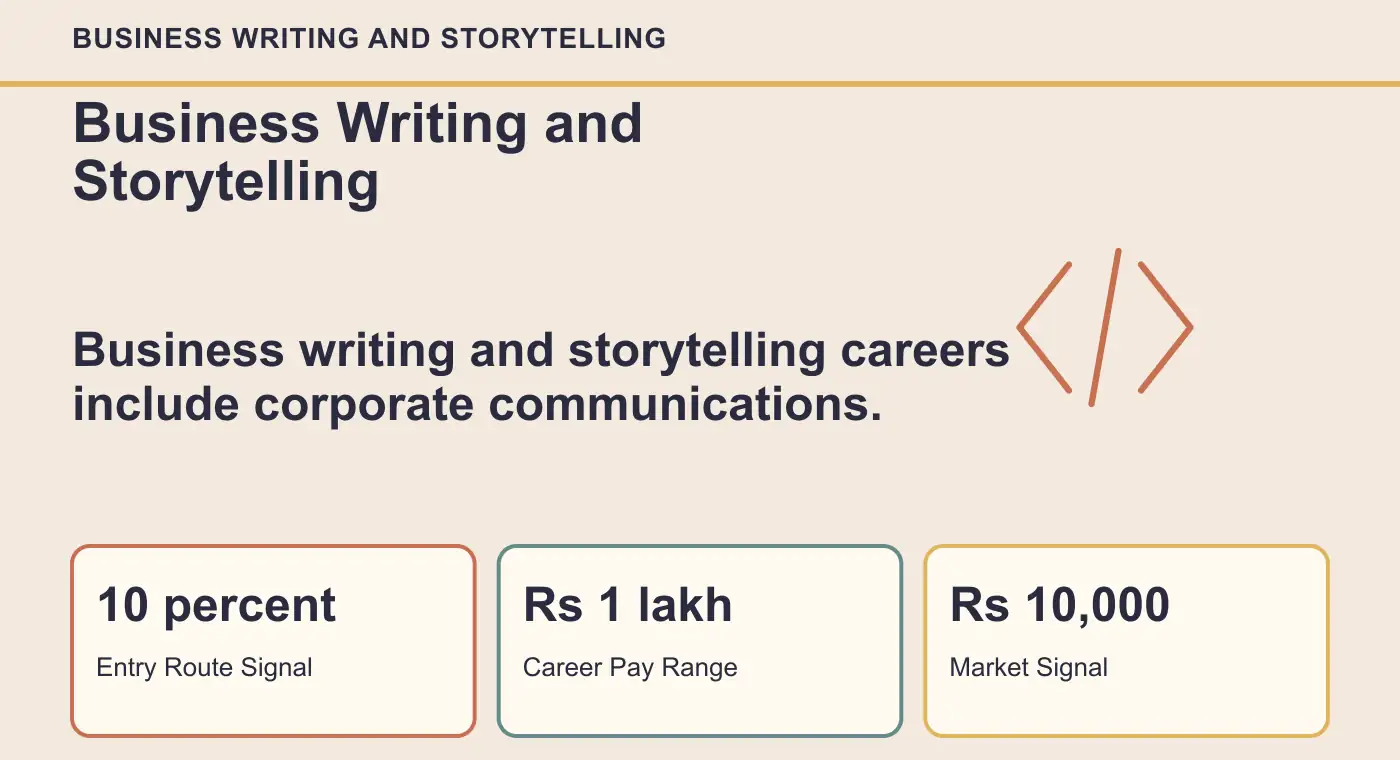 BUSINESS WRITING AND STORYTELLING
Business Writing and
Storytelling
Business writing and storytelling careers
include corporate communications.
10 percent
Entry Route Signal
Rs 1 lakh
Career Pay Range
Rs 10,000
Market Signal